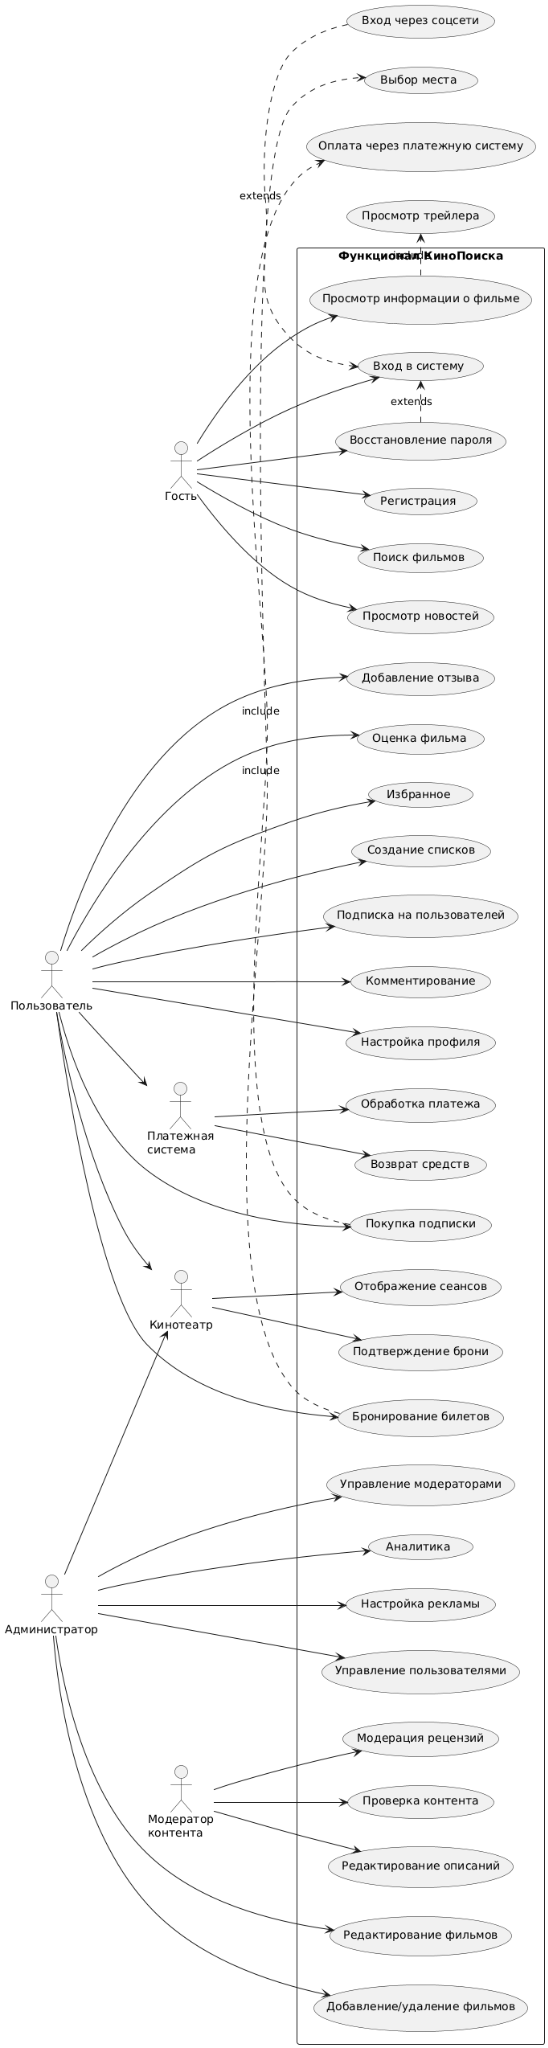 Вход через соцсети
Выбор места
Оплата через платежную систему
extends
Просмотр трейлера
include
Функционал КиноПоиска
Просмотр информации о фильме
Вход в систему
extends
Восстановление пароля
Гость
Регистрация
Поиск фильмов
Просмотр новостей
Добавление отзыва
include
Оценка фильма
include
Избранное
Создание списков
Подписка на пользователей
Комментирование
Пользователь
Настройка профиля
Обработка платежа
Платежная
система
Возврат средств
Покупка подписки
Отображение сеансов
Кинотеатр
Подтверждение брони
Бронирование билетов
Управление модераторами
Аналитика
Настройка рекламы
Администратор
Управление пользователями
Модерация рецензий
Проверка контента
Модератор
контента
Редактирование описаний
Редактирование фильмов
Добавление/удаление фильмов